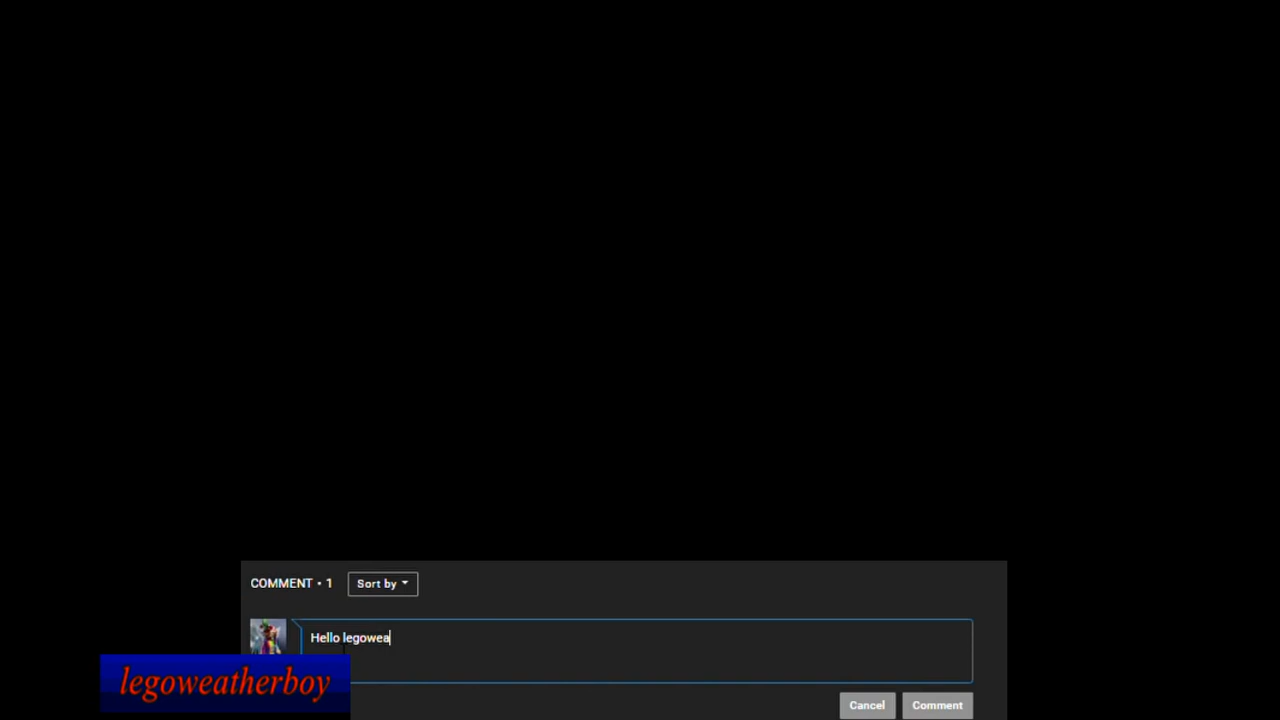 COMMENT • 1
Sort by
Hello legowea
legoweatherboy
Cancel
Comment